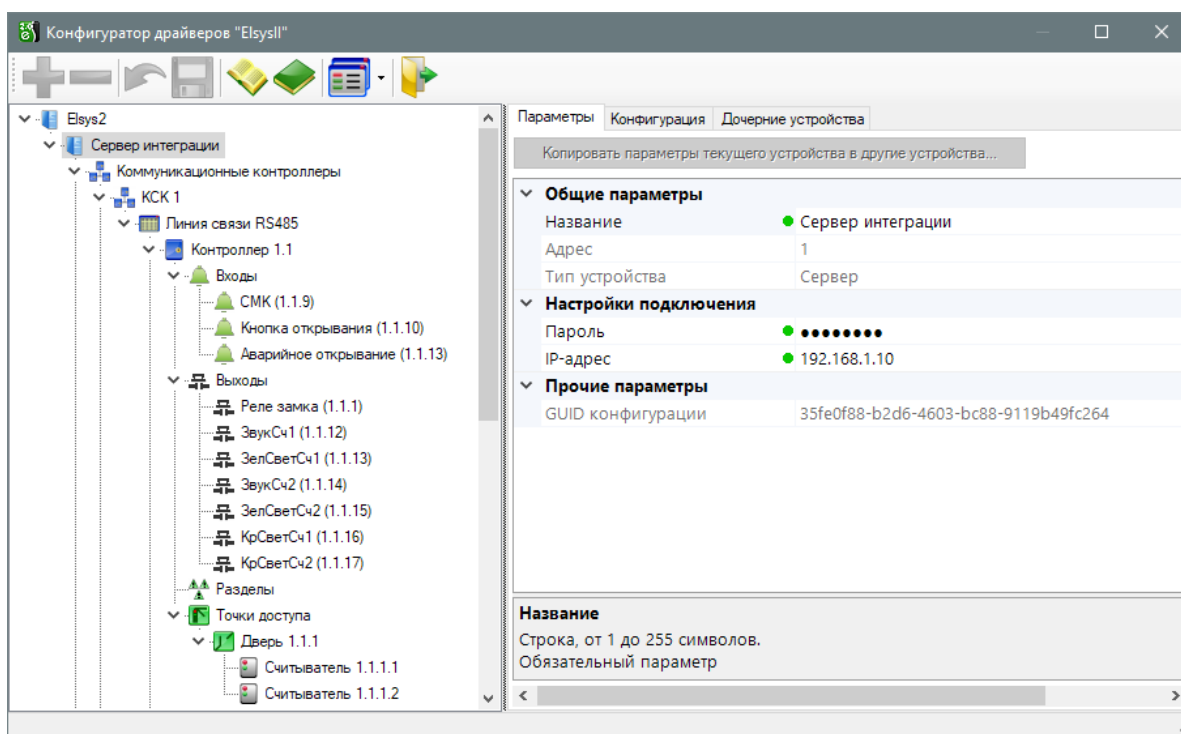 Конфигуратор драйверов "ElsysII"
Elsys2
Сервер интеграции
Коммуникационные контроллеры
КСК 1
Линия связи RS485
Контроллер 1.1
Входы
СМК (1.1.9)
Кнопка открывания (1.1.10)
Аварийное открывание (1.1.13)
Выходы
Реле замка (1.1.1)
ЗвукСч1 (1.1.12)
ЗелСветСч1 (1.1.13)
ЗвукСч2 (1.1.14)
ЗелСветСч2 (1.1.15)
КрСветСч1 (1.1.16)
КрСветСч2 (1.1.17)
Разделы
Точки доступа
Дверь 1.1.1
Считыватель 1.1.1.1
Считыватель 1.1.1.2
Параметры Конфигурация Дочерние устройства
Копировать параметры текущего устройства в другие устройства...
Общие параметры
Название Сервер интеграции
Адрес 1
Тип устройства Сервер
Настройки подключения
Пароль ●●●●●●●●
IP-адрес 192.168.1.10
Прочие параметры
GUID конфигурации 35fe0f88-b2d6-4603-bc88-9119b49fc264
Название
Строка, от 1 до 255 символов.
Обязательный параметр